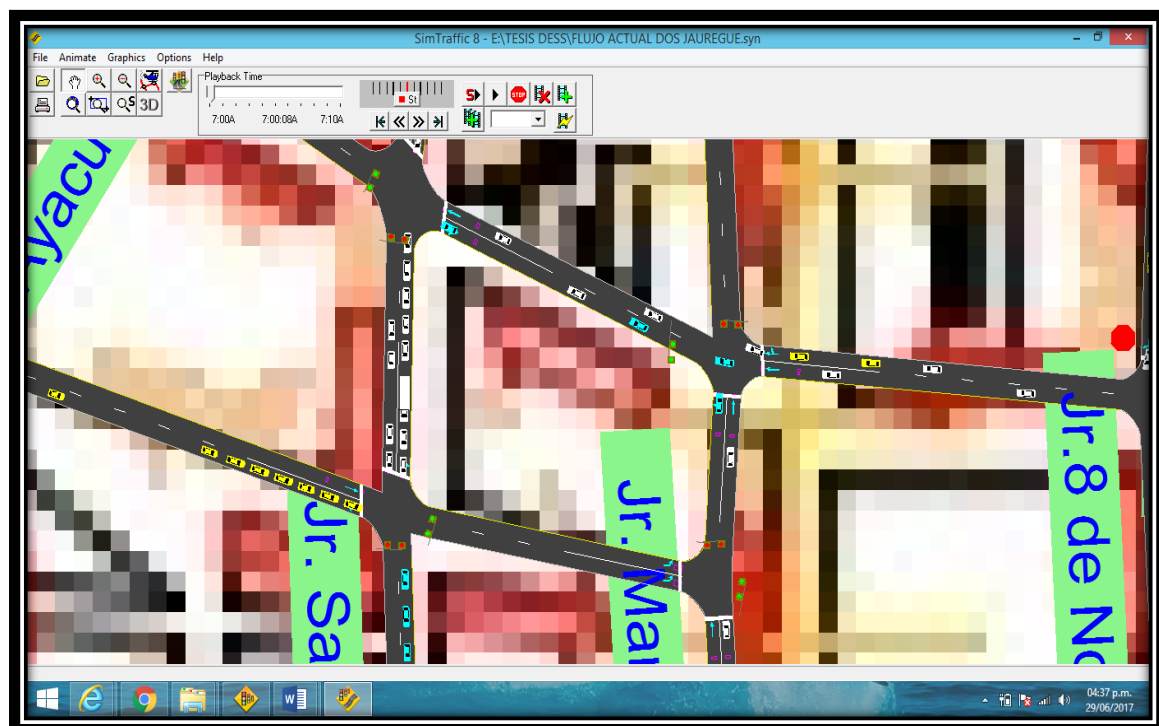 SimTraffic 8 - E:\TESIS DESS\FLUJO ACTUAL DOS JAUREGUE.syn
File Animate Graphics Options Help
Playback Time
St
S
STOP
S 3D
7:00A 7:00:08A 7:10A
yacu
Jr. Sa
Jr. Mar
Jr.8 de No
04:37 p.m.
29/06/2017